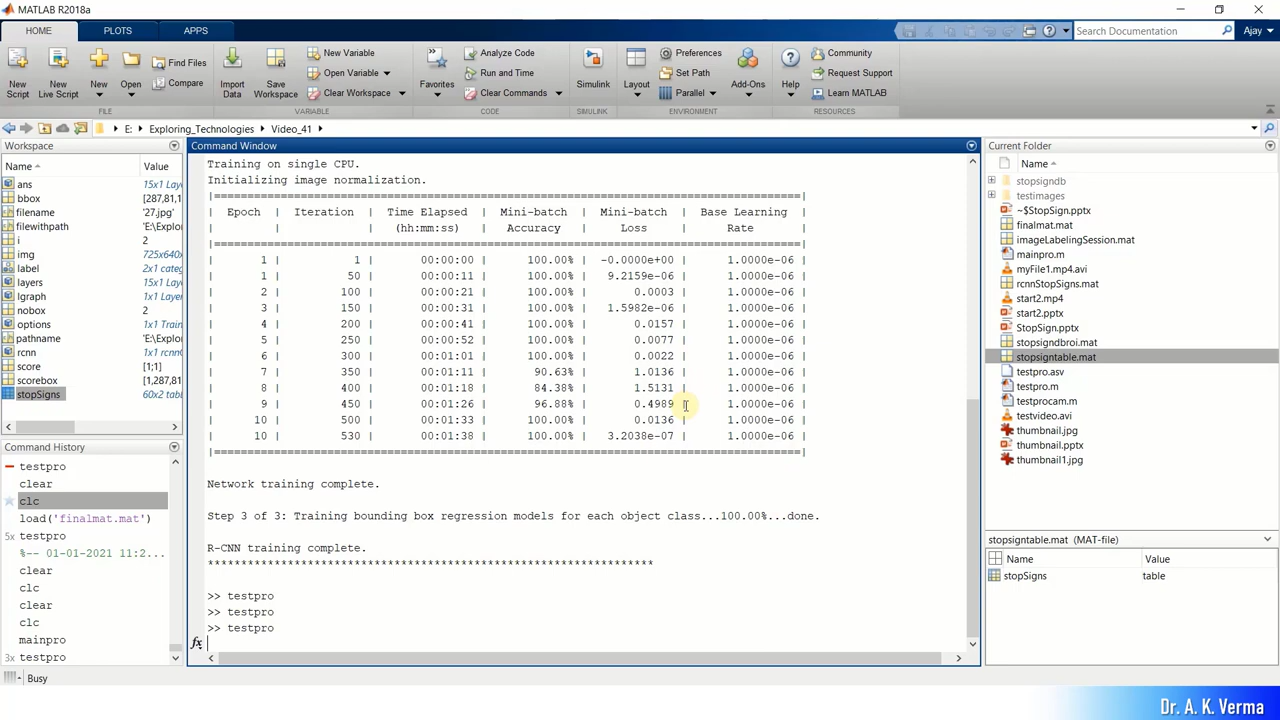 MATLAB R2018a
HOME PLOTS APPS Search Documentation Ajay
New Script New Live Script New Open Find Files Compare Import Data Save Workspace New Variable Open Variable Clear Workspace Favorites Analyze Code Run and Time Clear Commands Simulink Layout Preferences Set Path Parallel Add-Ons Help Community Request Support Learn MATLAB
FILE VARIABLE CODE SIMULINK ENVIRONMENT RESOURCES
E: Exploring_Technologies Video_41
Workspace
Name Value
ans 15x1 Laye
bbox [287,81,1
filename '27.jpg'
filewithpath 'E:\Explor
i 2
img 725x640x
label 2x1 categ
layers 15x1 Laye
lgraph 1x1 Layer
nobox 2
options 1x1 Train
pathname 'E:\Explor
rcnn 1x1 rcnnO
score [1;1]
scorebox [1,287,81,
stopSigns 60x2 table
Command History
testpro
clear
clc
load('finalmat.mat')
5x testpro
%-- 01-01-2021 11:2...
clear
clc
clear
clc
mainpro
3x testpro
Command Window
Training on single CPU.
Initializing image normalization.
|=========================================================================================|
| Epoch | Iteration | Time Elapsed | Mini-batch | Mini-batch | Base Learning |
| | | (hh:mm:ss) | Accuracy | Loss | Rate |
|=========================================================================================|
| 1 | 1 | 00:00:00 | 100.00% | -0.0000e+00 | 1.0000e-06 |
| 1 | 50 | 00:00:11 | 100.00% | 9.2159e-06 | 1.0000e-06 |
| 2 | 100 | 00:00:21 | 100.00% | 0.0003 | 1.0000e-06 |
| 3 | 150 | 00:00:31 | 100.00% | 1.5982e-06 | 1.0000e-06 |
| 4 | 200 | 00:00:41 | 100.00% | 0.0157 | 1.0000e-06 |
| 5 | 250 | 00:00:52 | 100.00% | 0.0077 | 1.0000e-06 |
| 6 | 300 | 00:01:01 | 100.00% | 0.0022 | 1.0000e-06 |
| 7 | 350 | 00:01:11 | 90.63% | 1.0136 | 1.0000e-06 |
| 8 | 400 | 00:01:18 | 84.38% | 1.5131 | 1.0000e-06 |
| 9 | 450 | 00:01:26 | 96.88% | 0.4989 | 1.0000e-06 |
| 10 | 500 | 00:01:33 | 100.00% | 0.0136 | 1.0000e-06 |
| 10 | 530 | 00:01:38 | 100.00% | 3.2038e-07 | 1.0000e-06 |
|=========================================================================================|
Network training complete.
Step 3 of 3: Training bounding box regression models for each object class...100.00%...done.
R-CNN training complete.
*******************************************************************
>> testpro
>> testpro
>> testpro
fx
Current Folder
Name
stopsigndb
testimages
~$StopSign.pptx
finalmat.mat
imageLabelingSession.mat
mainpro.m
myFile1.mp4.avi
rcnnStopSigns.mat
start2.mp4
start2.pptx
StopSign.pptx
stopsigndbroi.mat
stopsigntable.mat
testpro.asv
testpro.m
testprocam.m
testvideo.avi
thumbnail.jpg
thumbnail.pptx
thumbnail1.jpg
stopsigntable.mat (MAT-file)
Name Value
stopSigns table
Busy
Dr. A. K. Verma